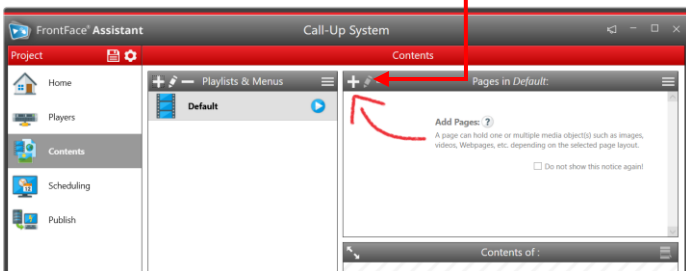 FrontFace® Assistant
Call-Up System
Project
Contents
Home
Players
Contents
Scheduling
Publish
Playlists & Menus
Default
Pages in Default:
Add Pages: ?
A page can hold one or multiple media object(s) such as images,
videos, Webpages, etc. depending on the selected page layout.
Do not show this notice again!
Contents of :